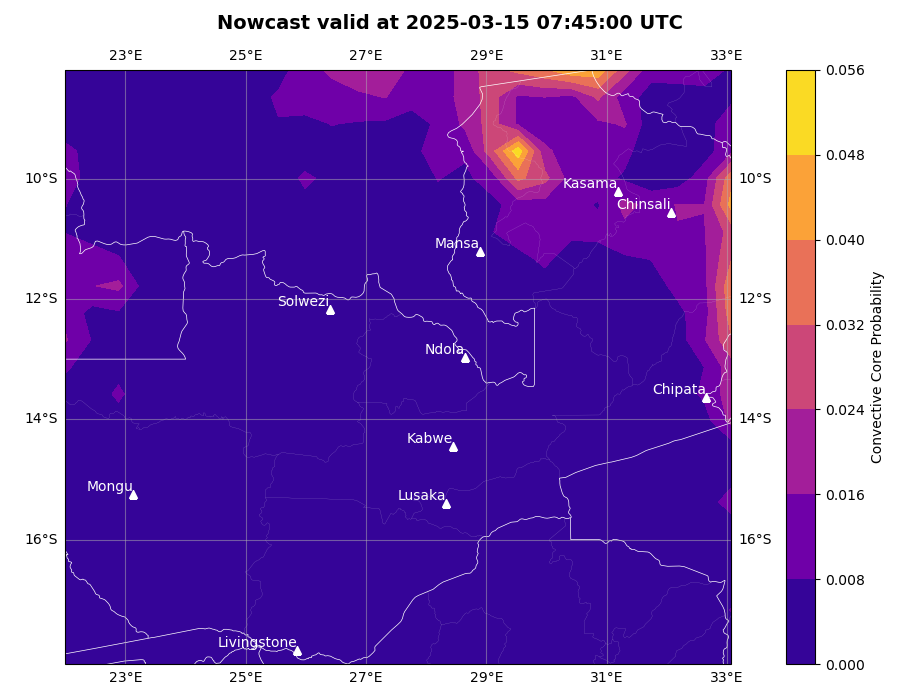 Nowcast valid at 2025-03-15 07:45:00 UTC
23°E 25°E 27°E 29°E 31°E 33°E
0.056
0.048
10°S Kasama 10°S
Chinsali
Mansa
0.040
12°S Solwezi 12°S
0.032
Ndola
Chipata
Convective Core Probability
14°S 14°S
0.024
Kabwe
Mongu
Lusaka
0.016
16°S 16°S
0.008
Livingstone
0.000
23°E 25°E 27°E 29°E 31°E 33°E